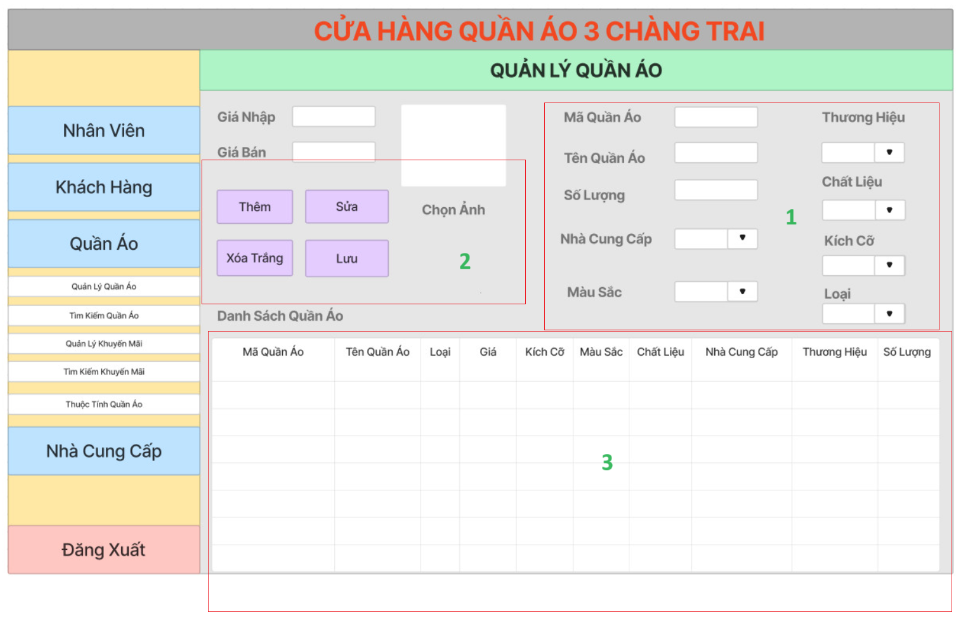 CỬA HÀNG QUẦN ÁO 3 CHÀNG TRAI
QUẢN LÝ QUẦN ÁO
Nhân Viên
Khách Hàng
Quần Áo
Quản Lý Quần Áo
Tìm Kiếm Quần Áo
Quản Lý Khuyến Mãi
Tìm Kiếm Khuyến Mãi
Thuộc Tính Quần Áo
Nhà Cung Cấp
Đăng Xuất
Giá Nhập
Giá Bán
Thêm
Sửa
Xóa Trắng
Lưu
Chọn Ảnh
2
Mã Quần Áo
Tên Quần Áo
Số Lượng
Nhà Cung Cấp
Màu Sắc
1
Thương Hiệu
Chất Liệu
Kích Cỡ
Loại
Danh Sách Quần Áo
Mã Quần Áo Tên Quần Áo Loại Giá Kích Cỡ Màu Sắc Chất Liệu Nhà Cung Cấp Thương Hiệu Số Lượng
3